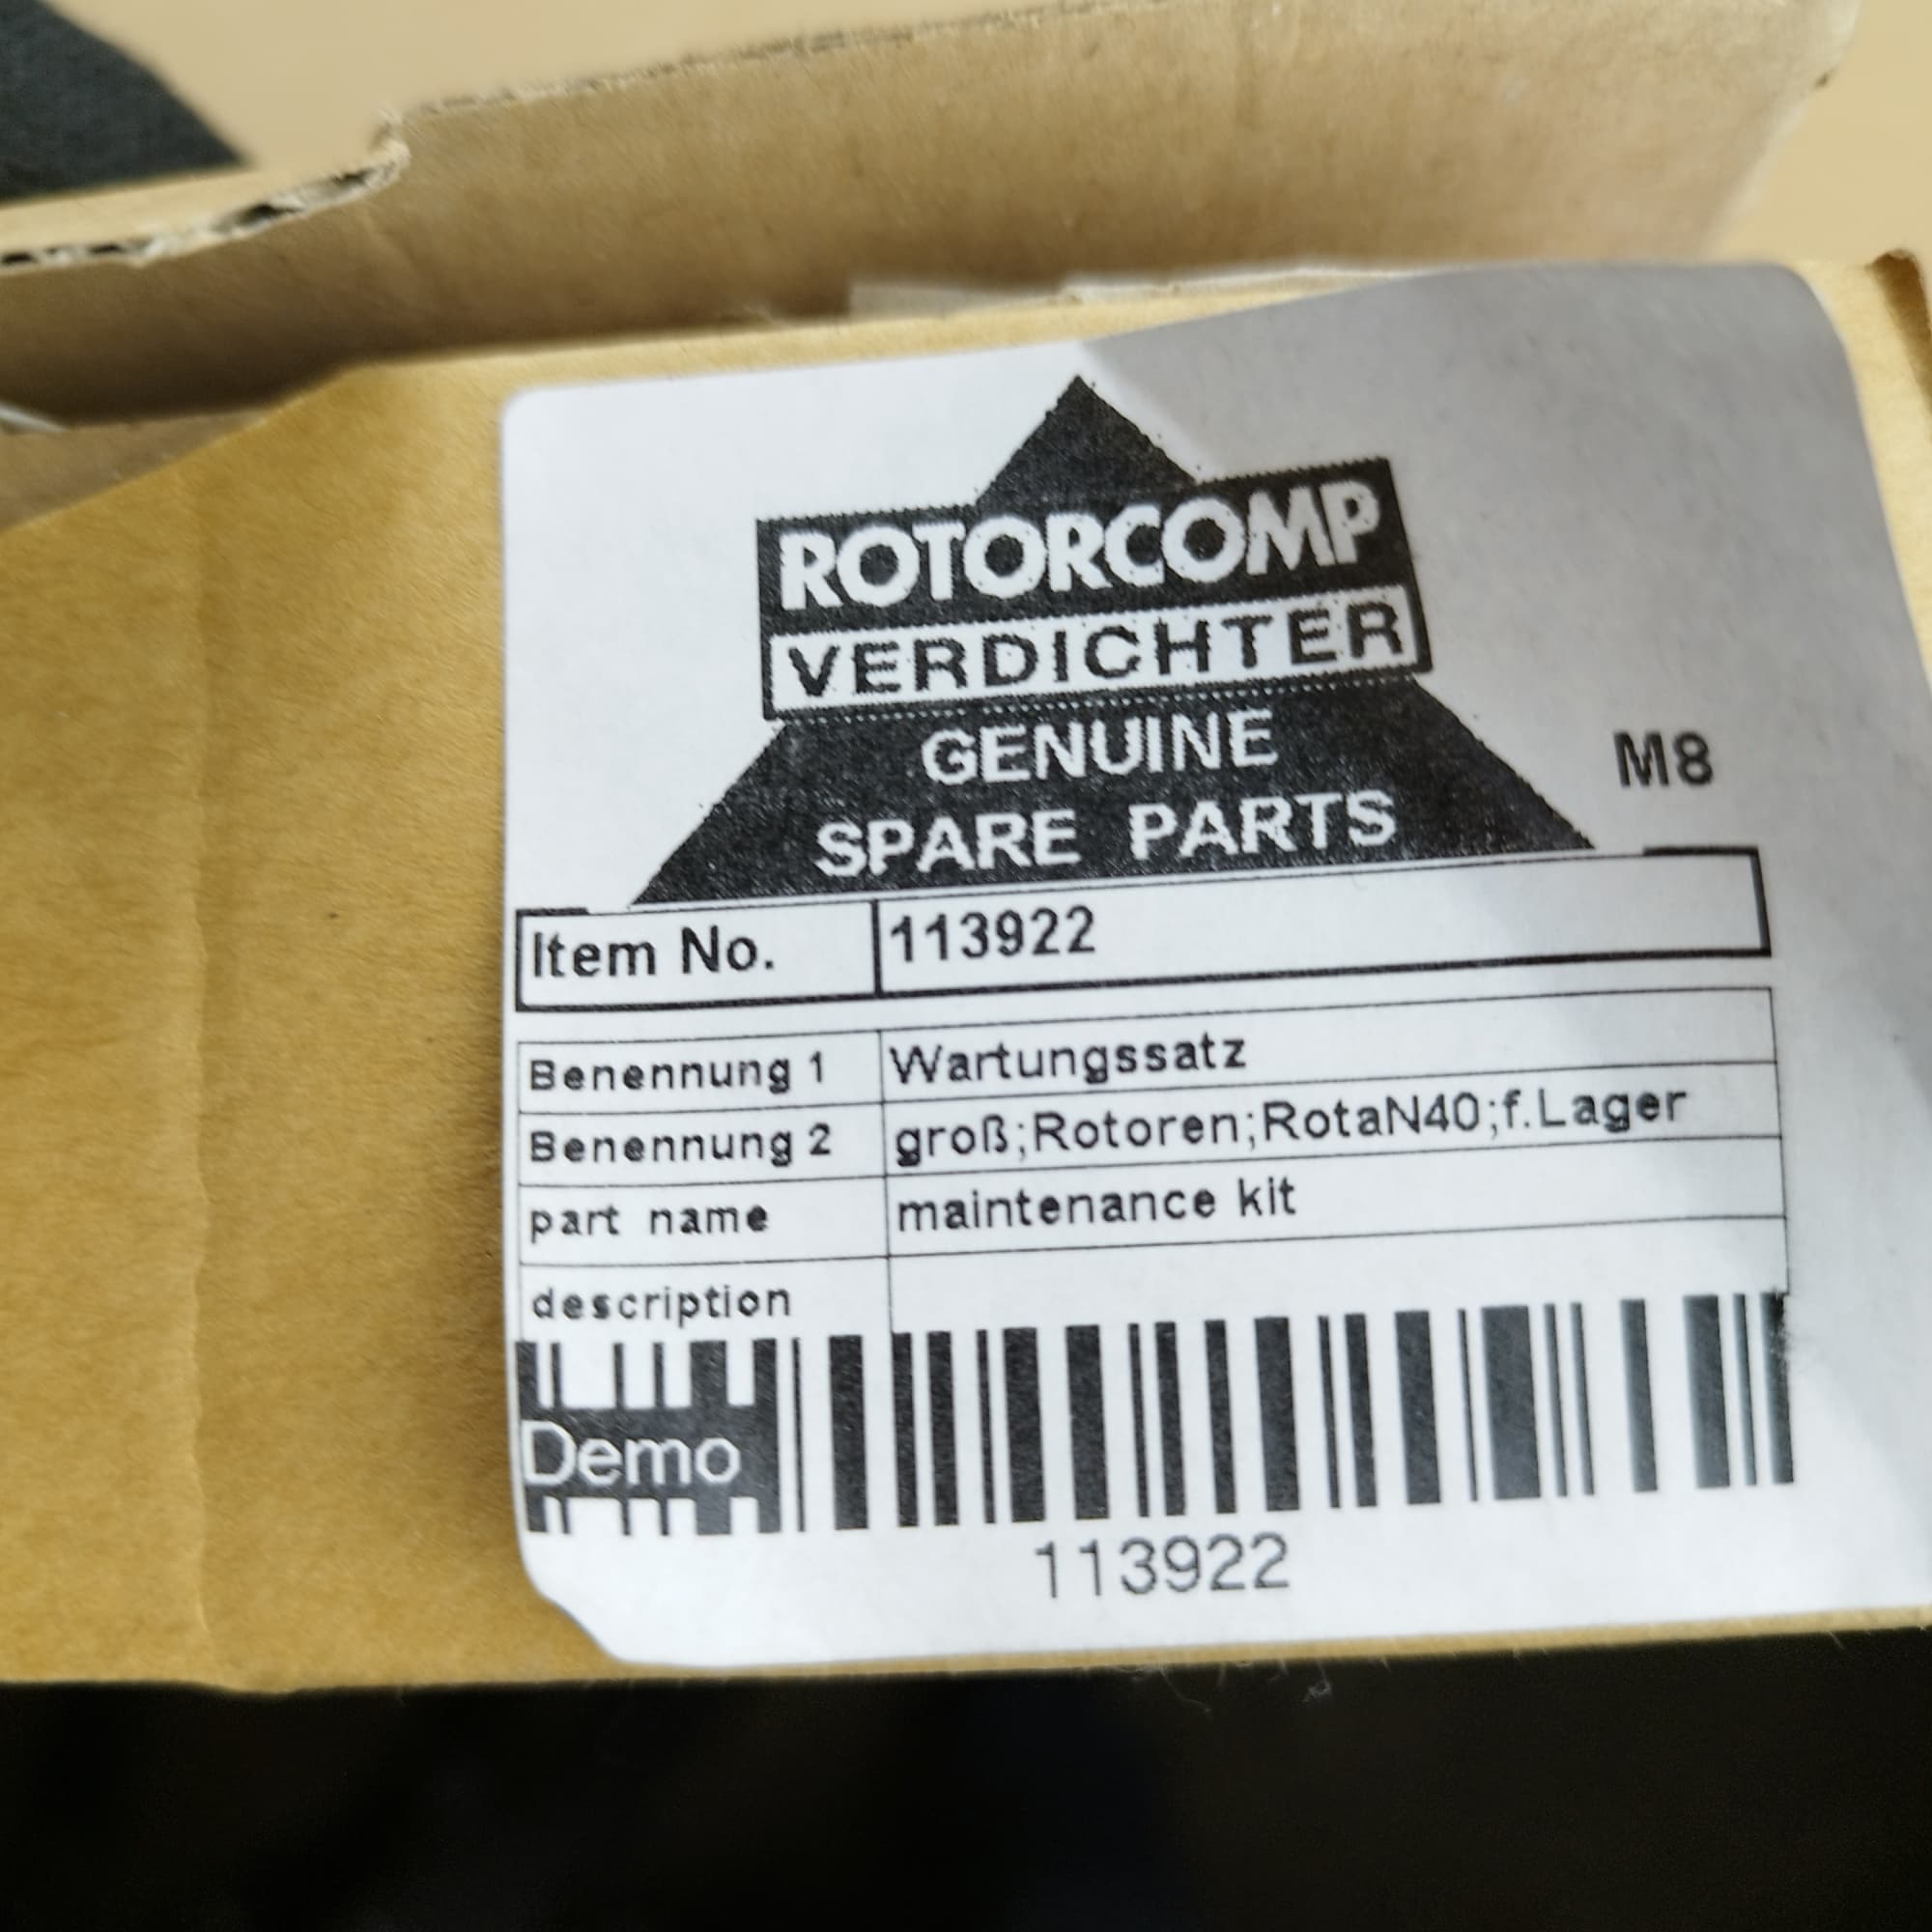 ROTORCOMP
VERDICHTER
GENUINE
SPARE PARTS
M8
Item No. 113922
Benennung 1 Wartungssatz
Benennung 2 groß;Rotoren;RotaN40;f.Lager
part name maintenance kit
description
Demo
113922